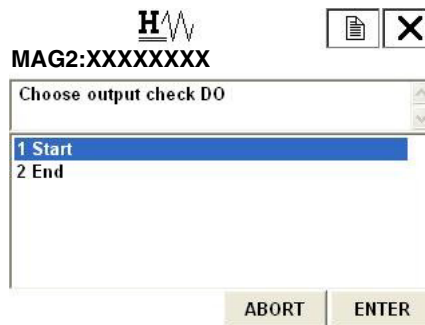 H
MAG2:XXXXXXXX
Choose output check DO
1 Start
2 End
ABORT ENTER